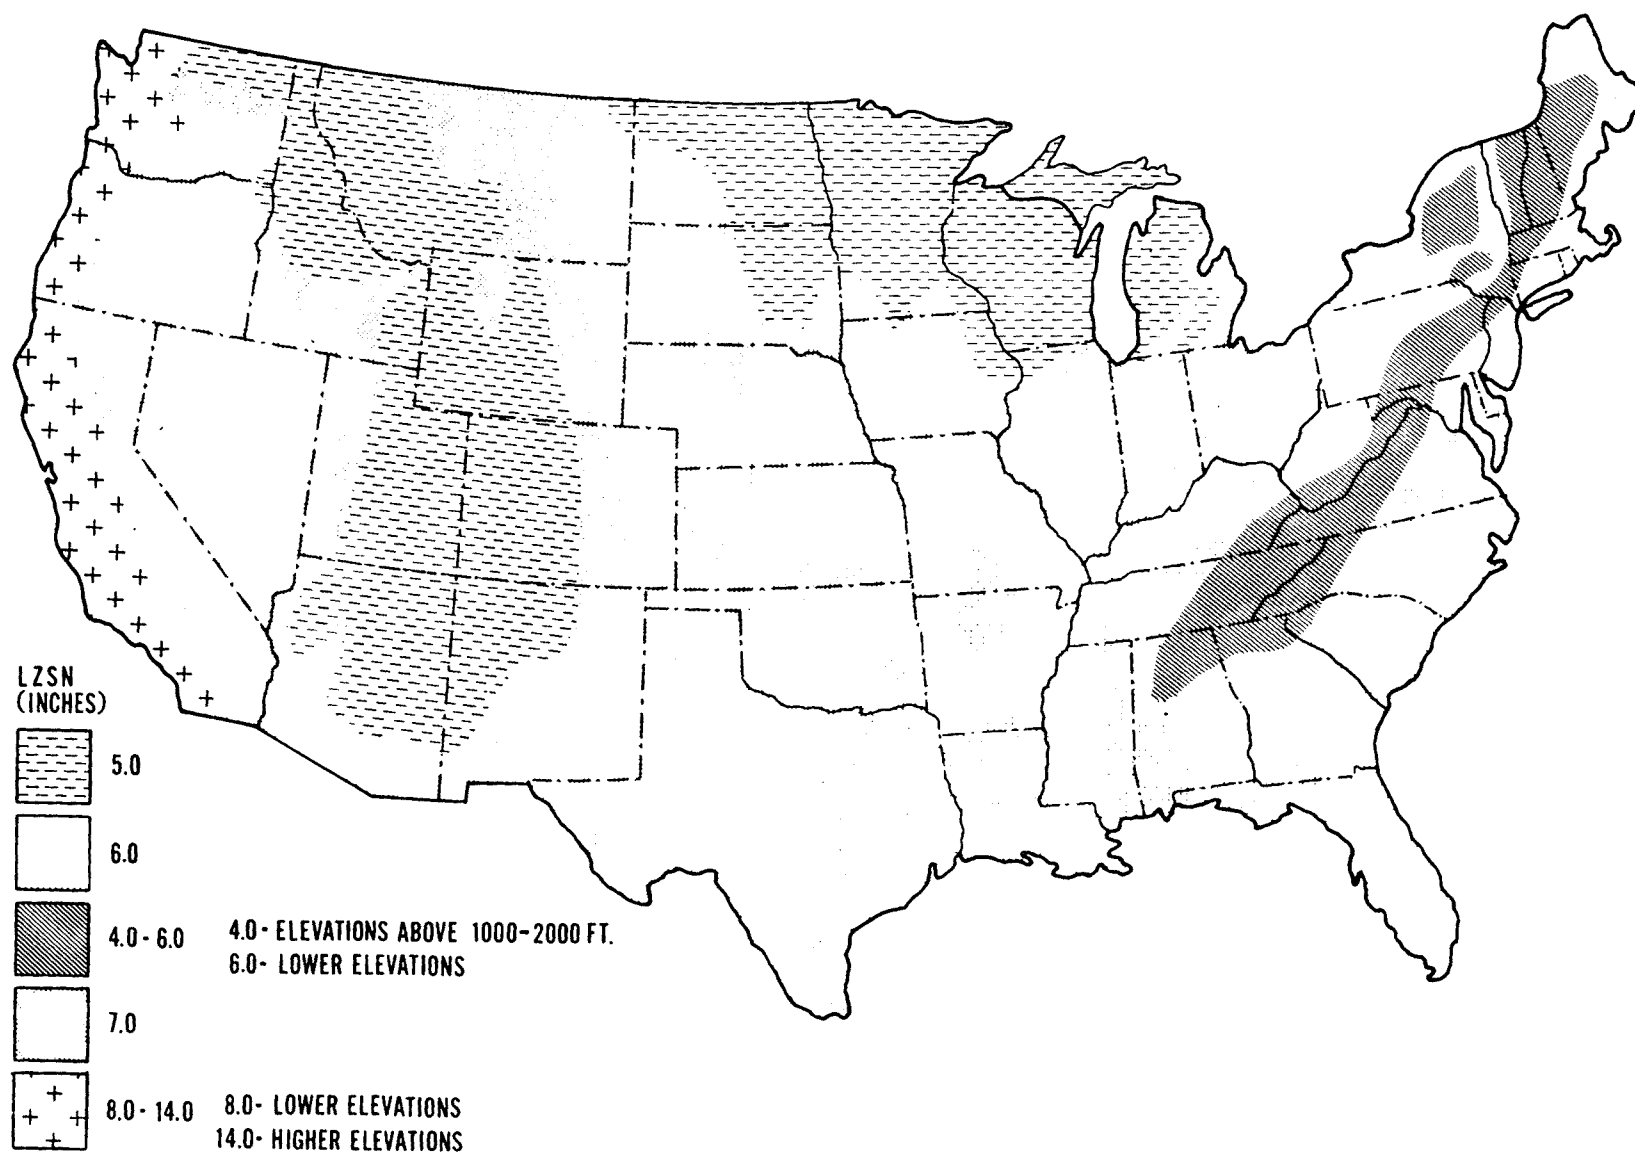 LZSN
(INCHES)
5.0
6.0
4.0-6.0 4.0- ELEVATIONS ABOVE 1000-2000 FT.
6.0- LOWER ELEVATIONS
7.0
8.0-14.0 8.0- LOWER ELEVATIONS
14.0- HIGHER ELEVATIONS